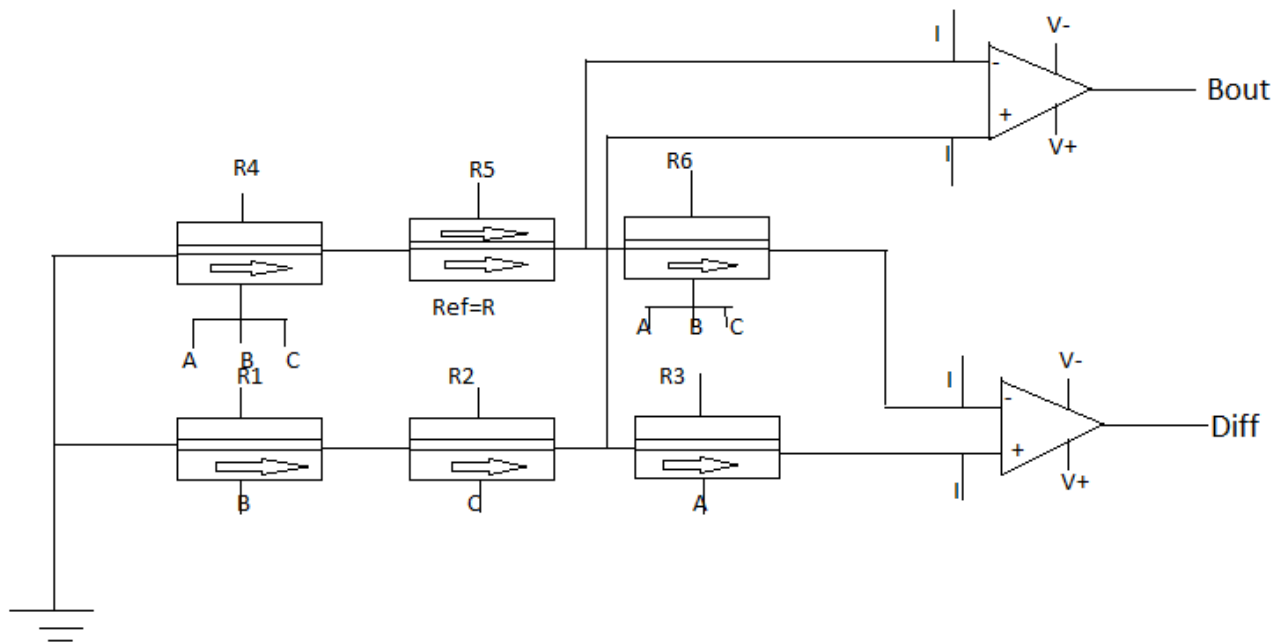 I
V-
-
Bout
+
V+
I
R4
R5
R6
Ref=R
A
B
C
A
B
C
R1
R2
R3
I
V-
-
Diff
+
V+
I
B
C
A